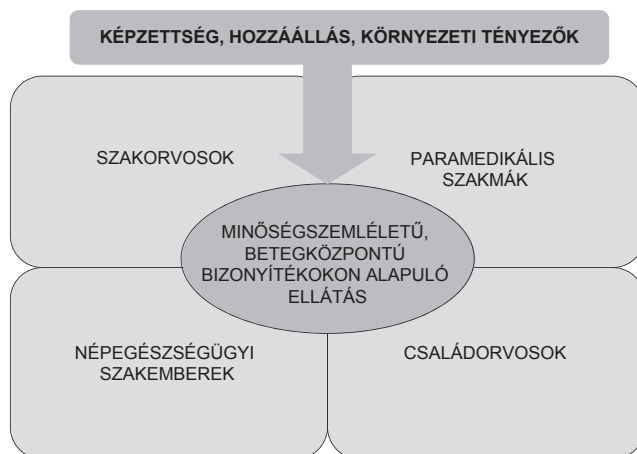 KÉPZETTSÉG, HOZZÁÁLLÁS, KÖRNYEZETI TÉNYEZŐK
SZAKORVOSOK
PARAMEDIKÁLIS
SZAKMÁK
MINŐSÉGSZEMLÉLETŰ,
BETEGKÖZPONTÚ
BIZONYÍTÉKOKON ALAPULÓ
ELLÁTÁS
NÉPEGÉSZSÉGÜGYI
SZAKEMBEREK
CSALÁDORVOSOK